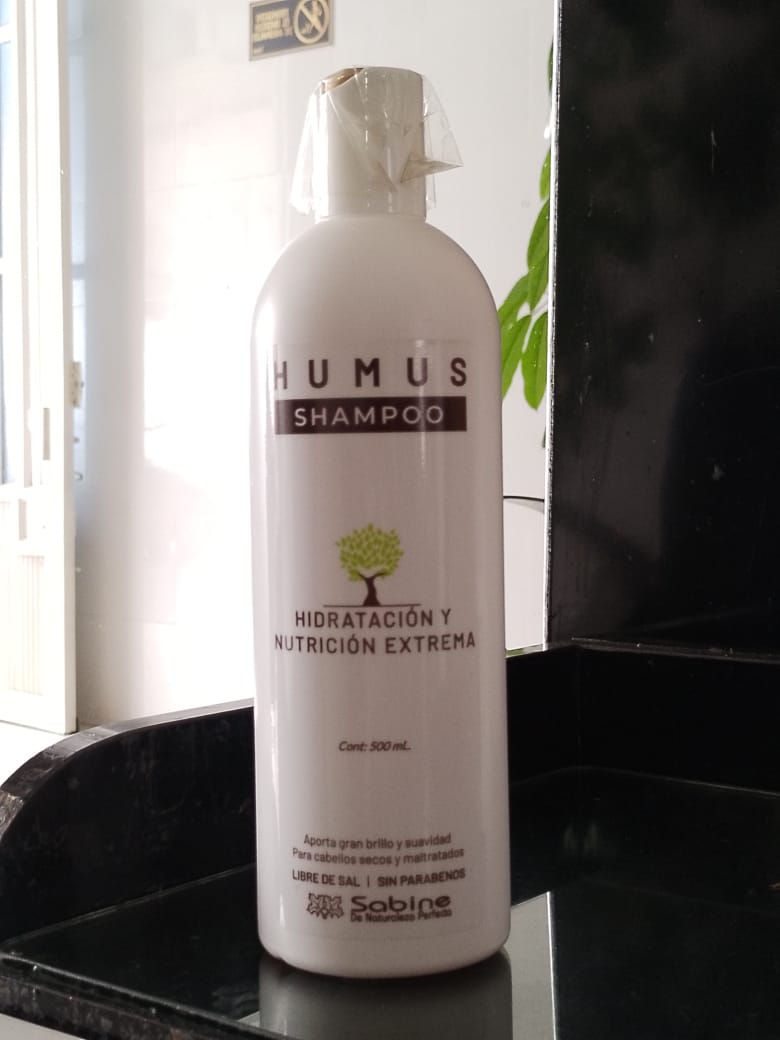 HUMUS
SHAMPOO
HIDRATACIÓN Y
NUTRICIÓN EXTREMA
Cont: 500 mL.
Aporta gran brillo y suavidad
Para cabellos secos y maltratados
LIBRE DE SAL | SIN PARABENOS
Sabine
De Naturaleza Perfecta